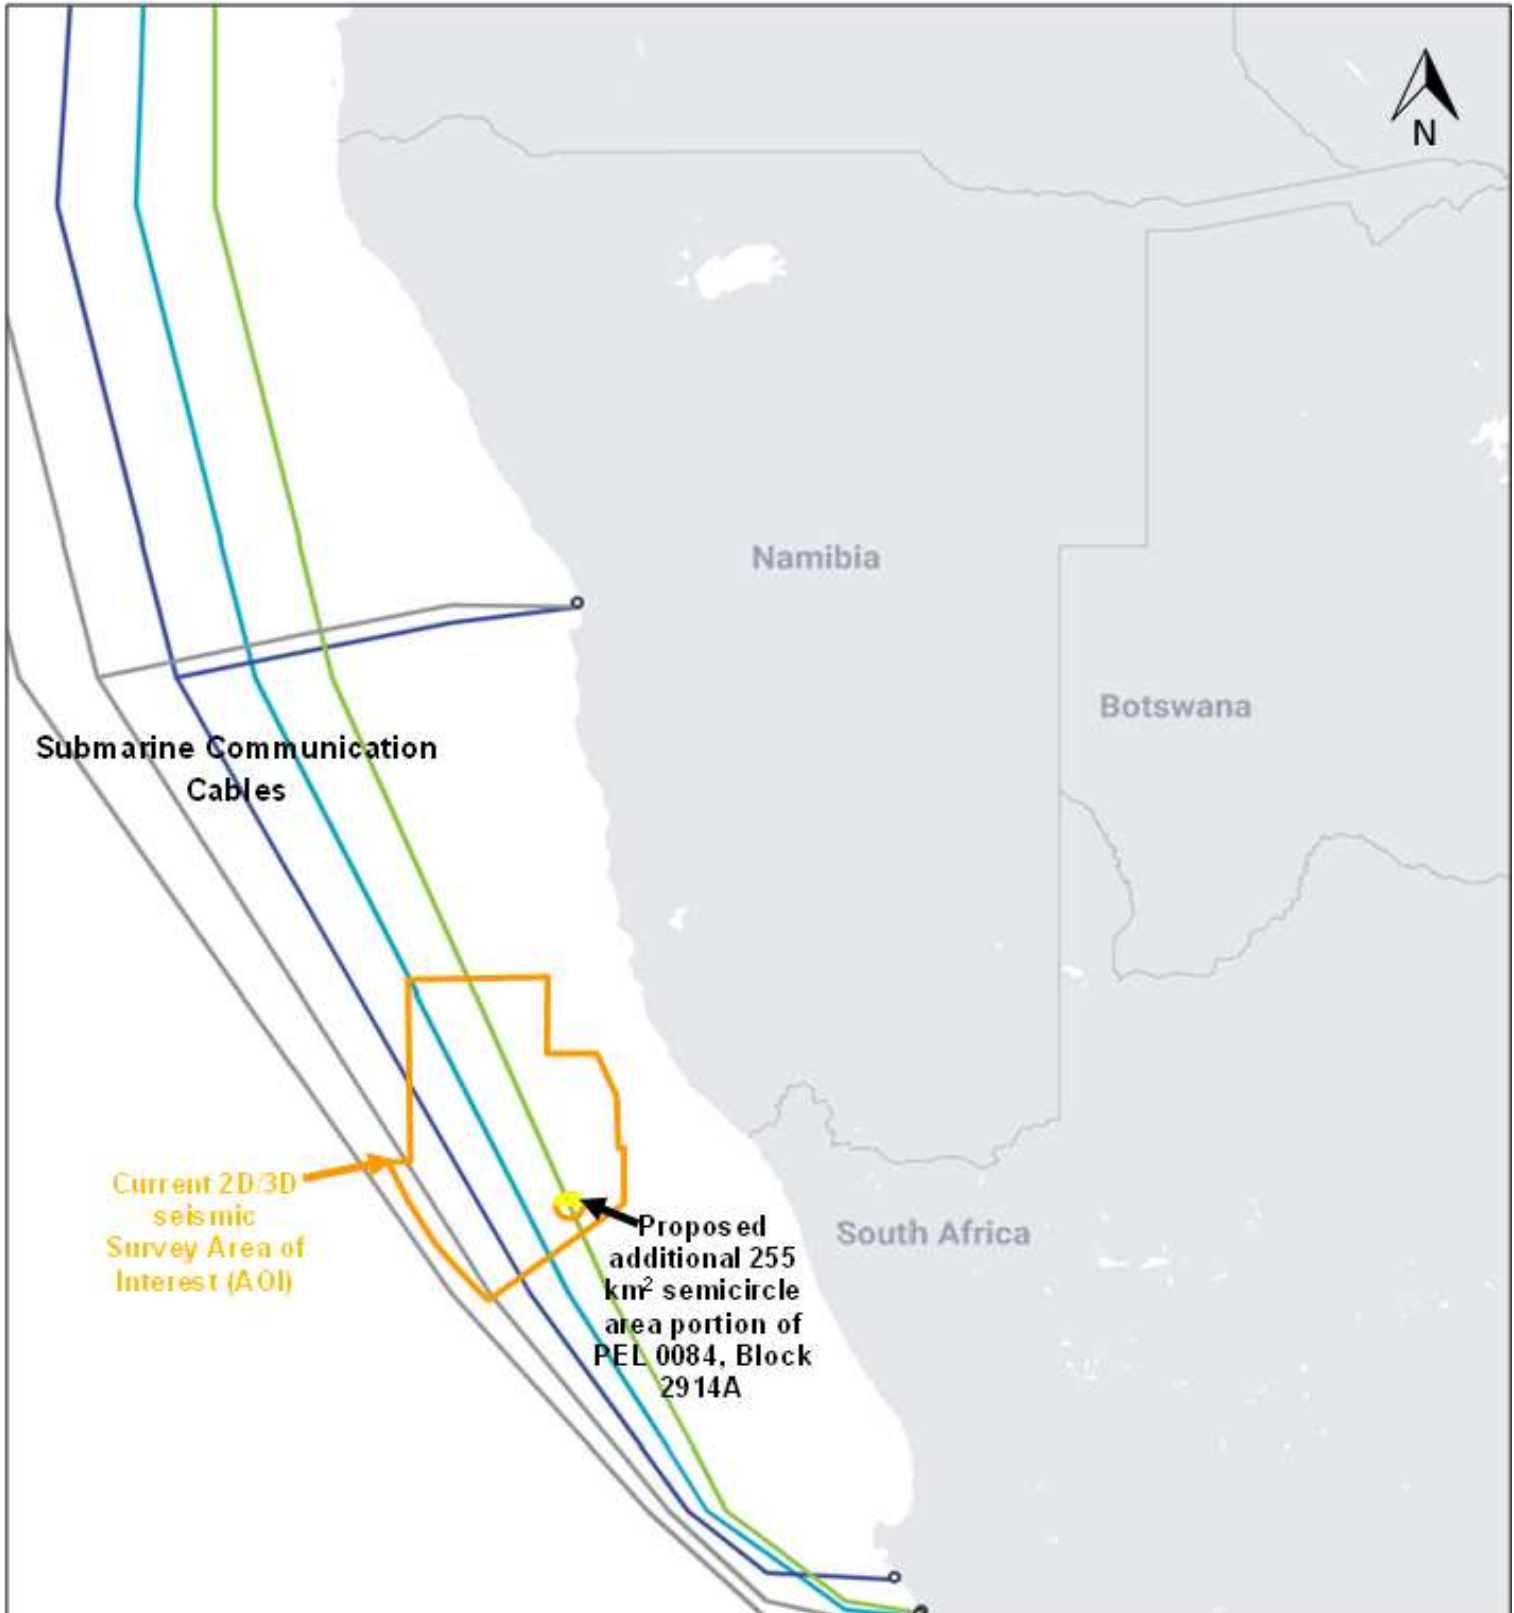 N
Namibia
Botswana
Submarine Communication
Cables
Current 2D/3D
seismic
Survey Area of
Interest (AOI)
Proposed
additional 255
km² semicircle
area portion of
PEL 0084, Block
2914A
South Africa